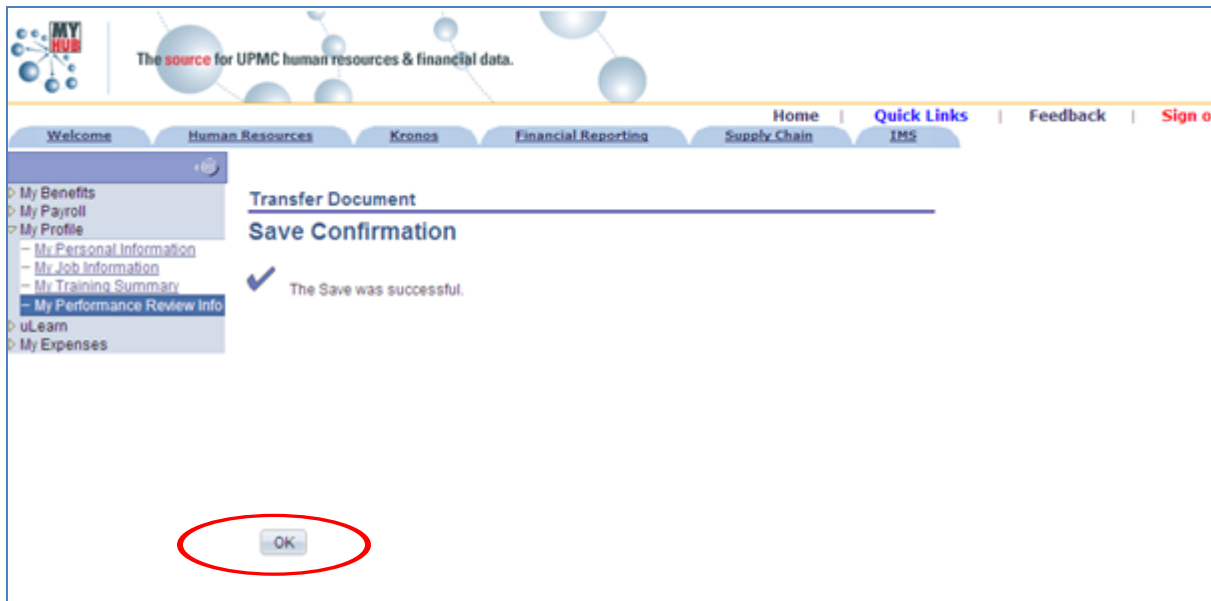 MY
HUB
The source for UPMC human resources & financial data.
Home | Quick Links | Feedback | Sign o
Welcome Human Resources Kronos Financial Reporting Supply Chain IMS
My Benefits
My Payroll
My Profile
– My Personal Information
– My Job Information
– My Training Summary
– My Performance Review Info
uLearn
My Expenses
Transfer Document
Save Confirmation
The Save was successful.
OK